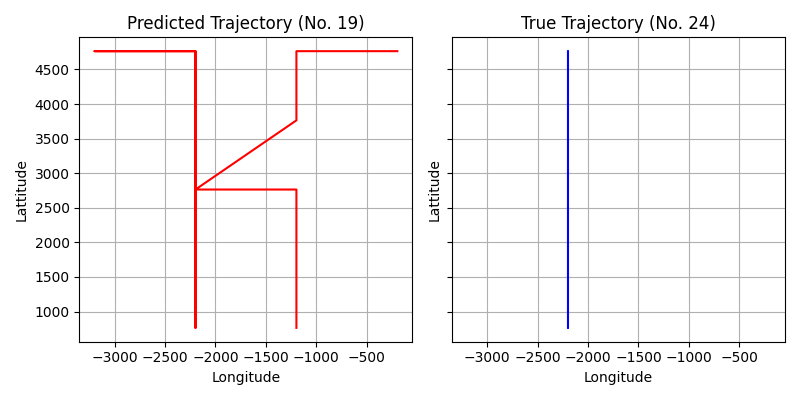 Predicted Trajectory (No. 19)
True Trajectory (No. 24)
Lattitude
4500
4000
3500
3000
2500
2000
1500
1000
−3000 −2500 −2000 −1500 −1000 −500
Longitude
Lattitude
−3000 −2500 −2000 −1500 −1000 −500
Longitude